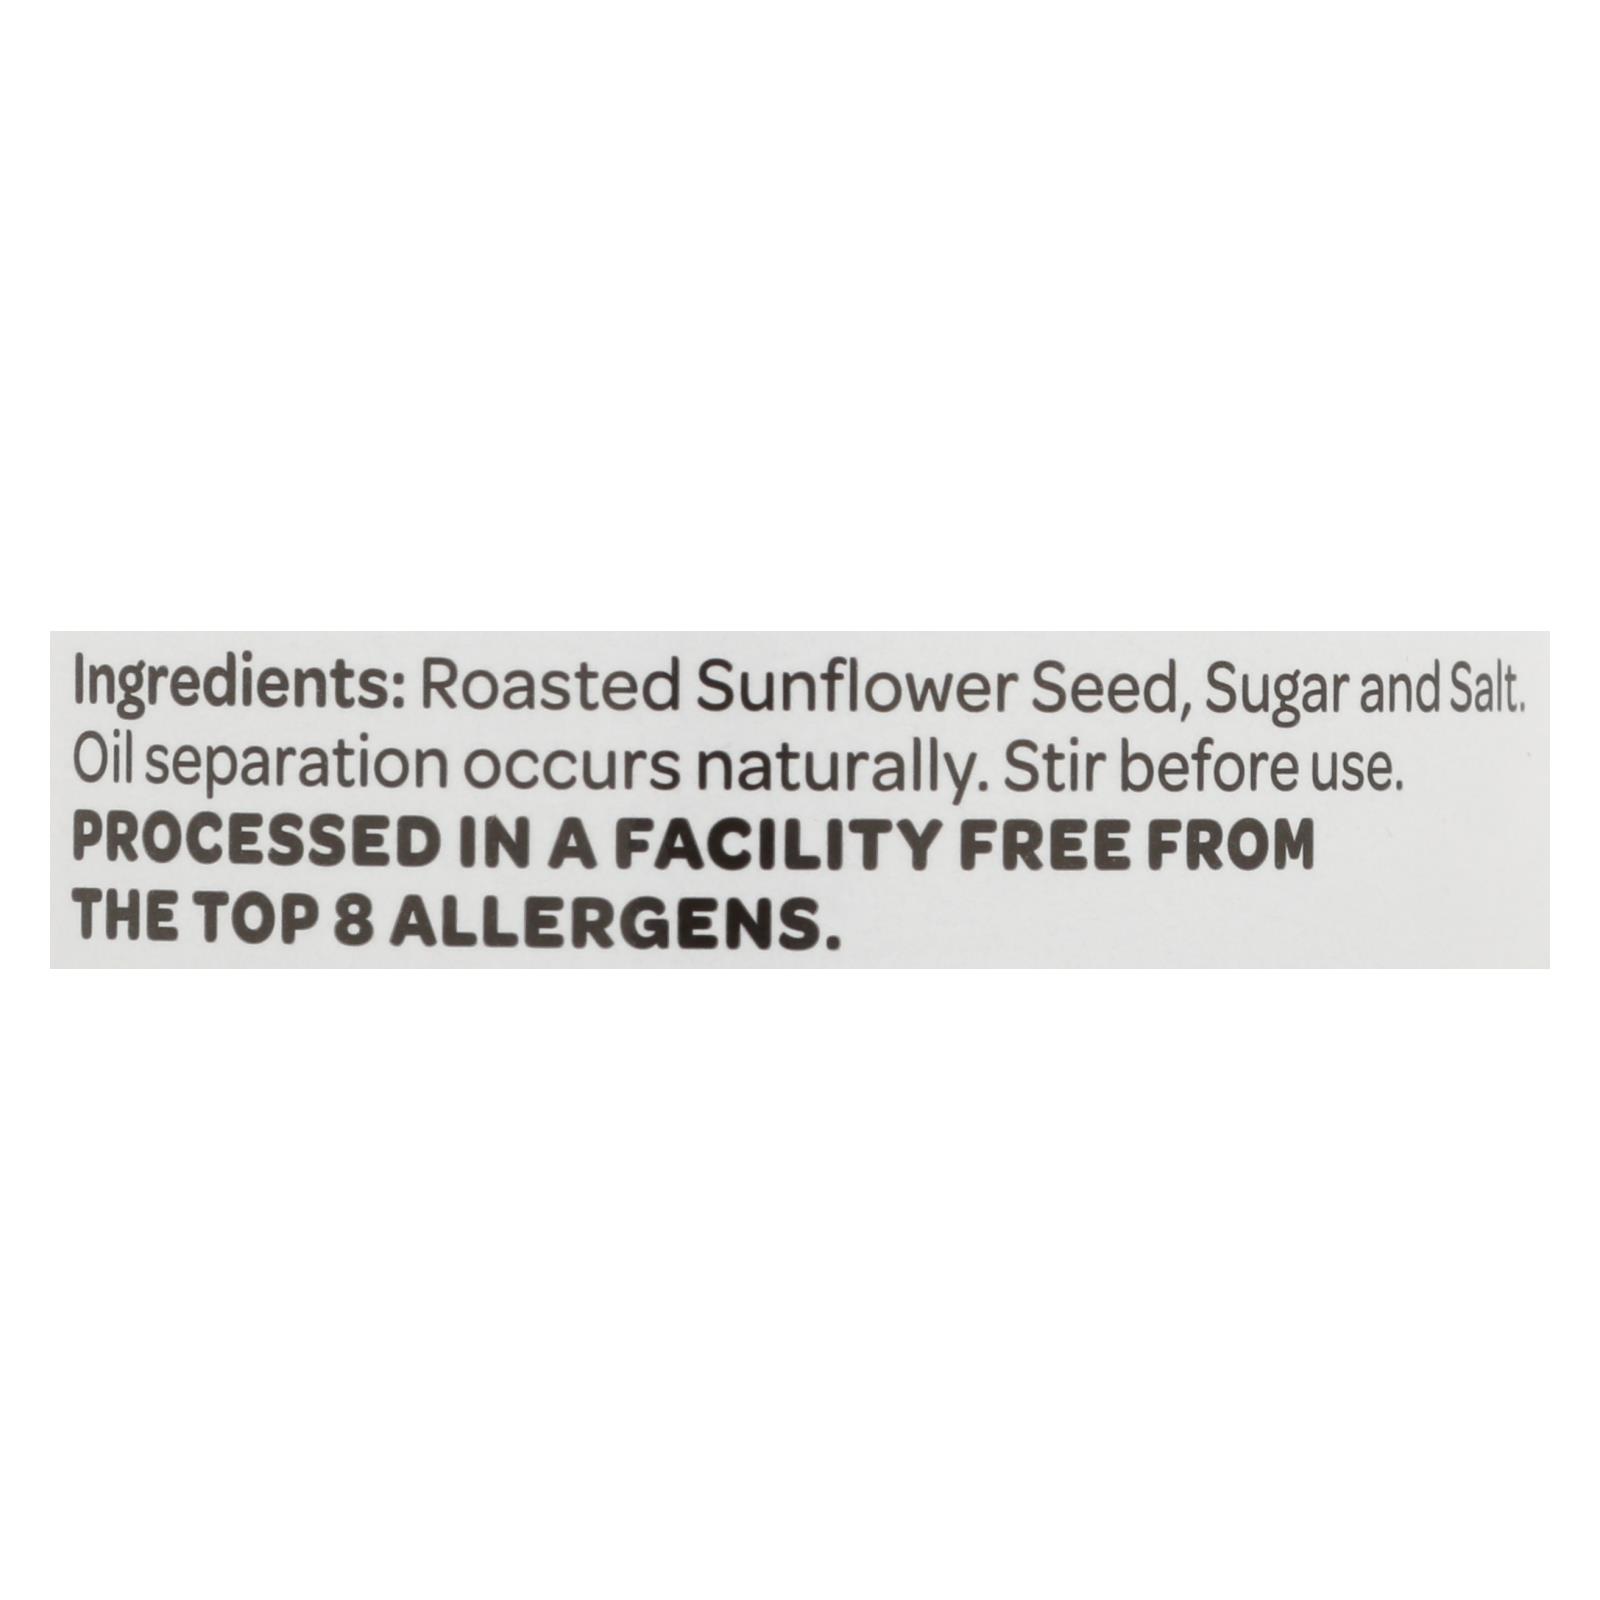 Ingredients: Roasted Sunflower Seed, Sugar and Salt.
Oil separation occurs naturally. Stir before use.
PROCESSED IN A FACILITY FREE FROM
THE TOP 8 ALLERGENS.